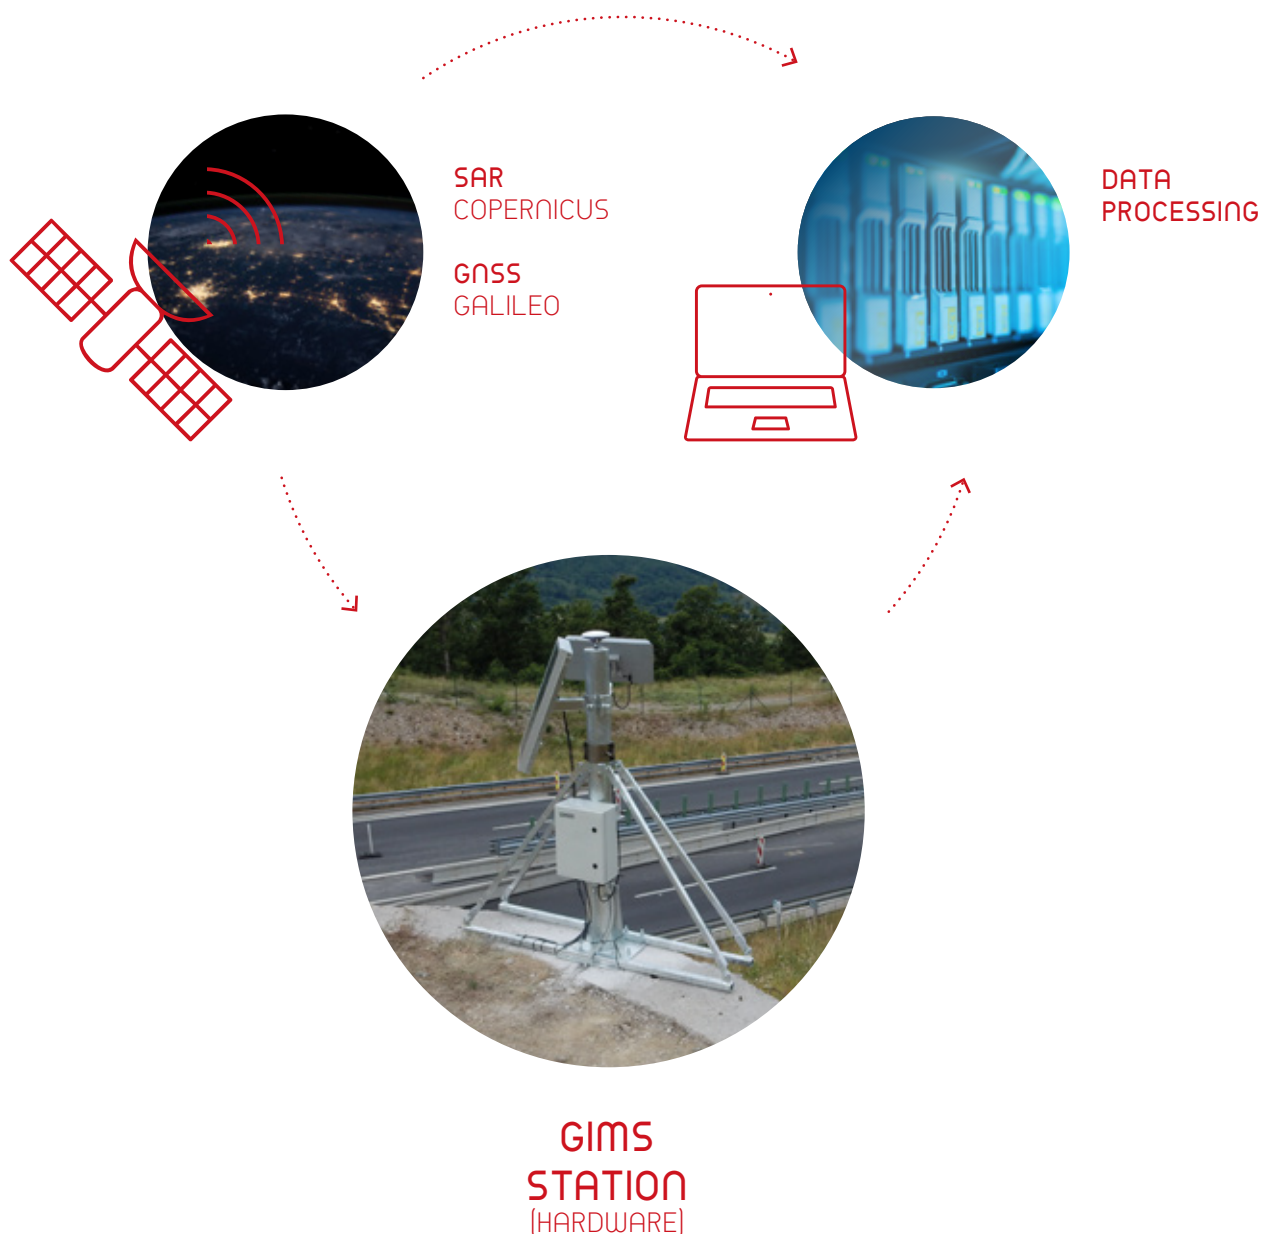 SAR
COPERNICUS
GNSS
GALILEO
DATA
PROCESSING
GIMS
STATION
[HARDWARE]